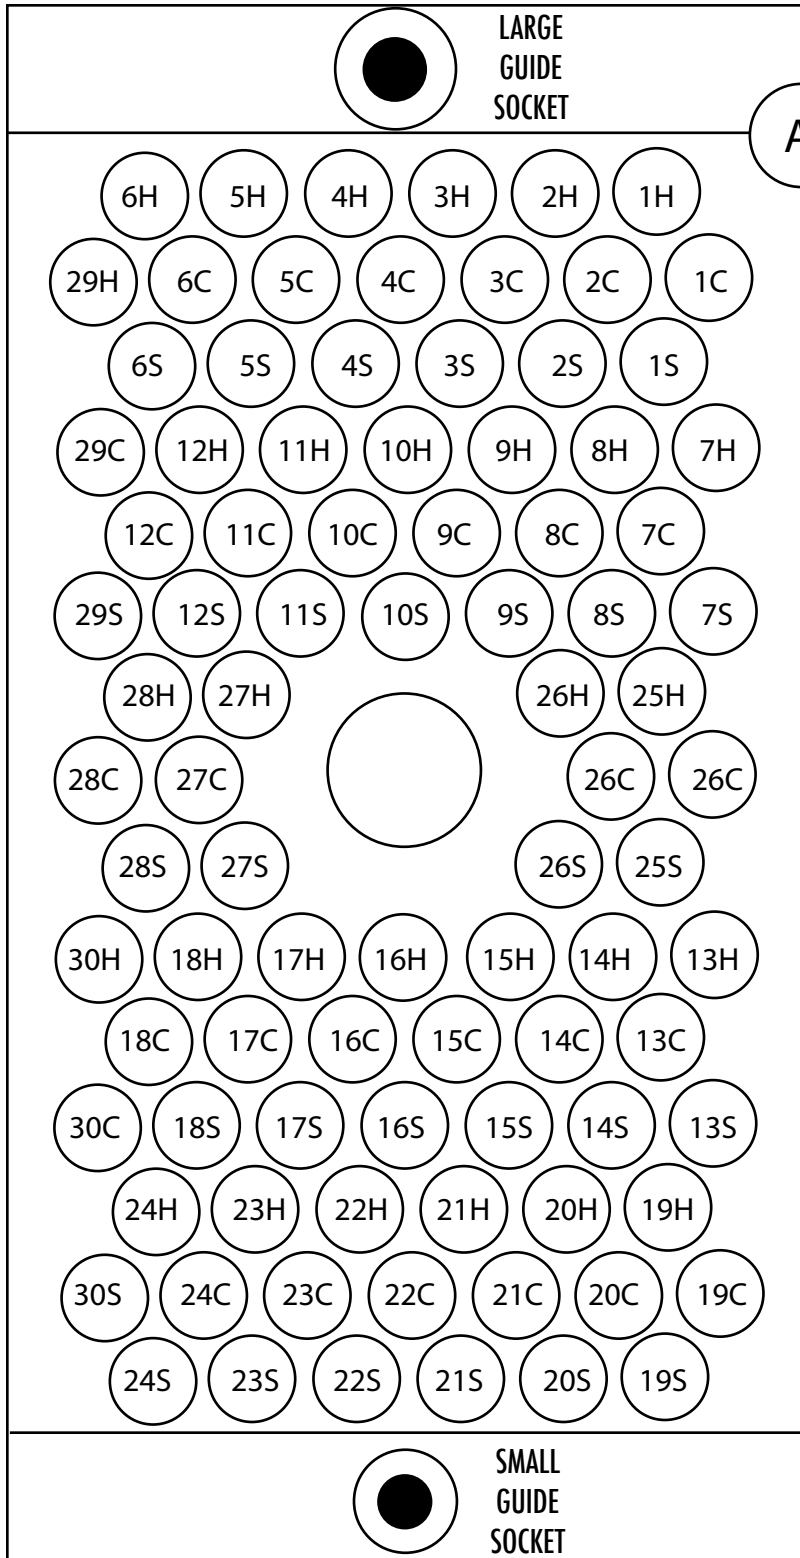 LARGE
GUIDE
SOCKET
A
6H 5H 4H 3H 2H 1H
29H 6C 5C 4C 3C 2C 1C
6S 5S 4S 3S 2S 1S
29C 12H 11H 10H 9H 8H 7H
12C 11C 10C 9C 8C 7C
29S 12S 11S 10S 9S 8S 7S
28H 27H 26H 25H
28C 27C 26C 26C
28S 27S 26S 25S
30H 18H 17H 16H 15H 14H 13H
18C 17C 16C 15C 14C 13C
30C 18S 17S 16S 15S 14S 13S
24H 23H 22H 21H 20H 19H
30S 24C 23C 22C 21C 20C 19C
24S 23S 22S 21S 20S 19S
SMALL
GUIDE
SOCKET